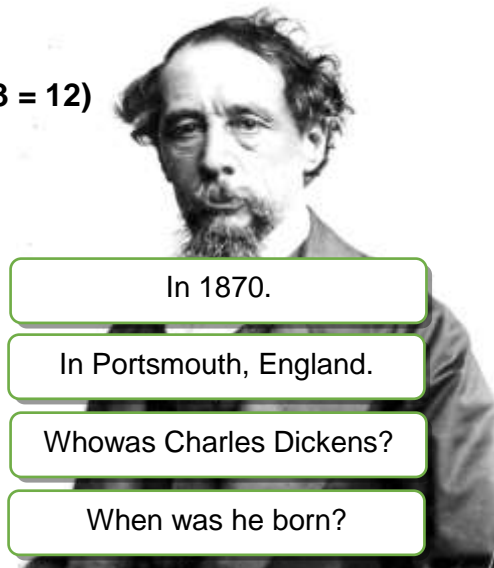 3 = 12)
In 1870.
In Portsmouth, England.
Whowas Charles Dickens?
When was he born?